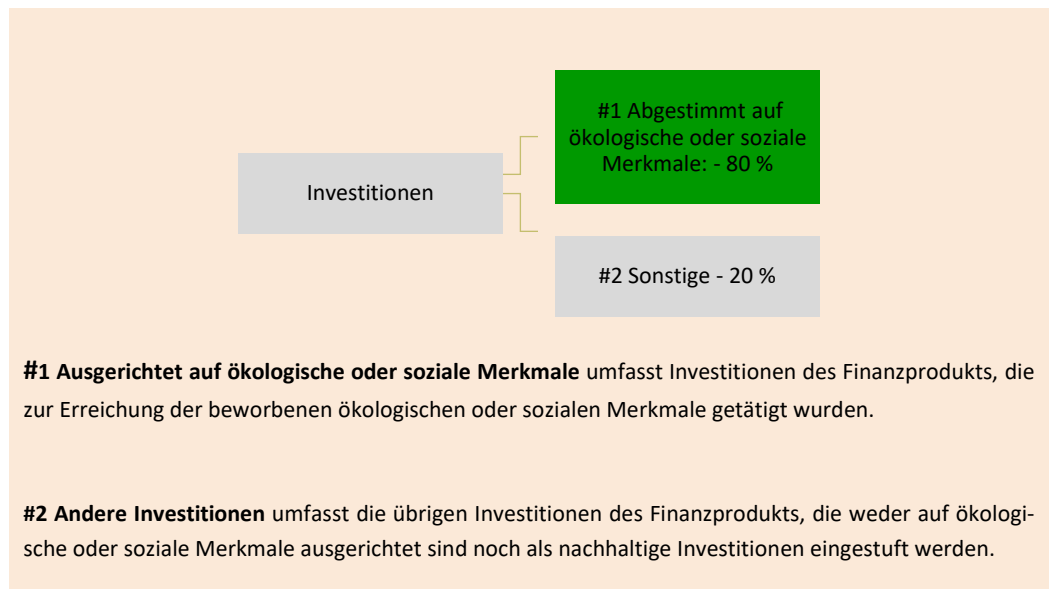 #1 Abgestimmt auf
ökologische oder soziale
Merkmale: - 80 %
Investitionen
#2 Sonstige - 20 %
#1 Ausgerichtet auf ökologische oder soziale Merkmale umfasst Investitionen des Finanzprodukts, die
zur Erreichung der beworbenen ökologischen oder sozialen Merkmale getätigt wurden.
#2 Andere Investitionen umfasst die übrigen Investitionen des Finanzprodukts, die weder auf ökologi-
sche oder soziale Merkmale ausgerichtet sind noch als nachhaltige Investitionen eingestuft werden.